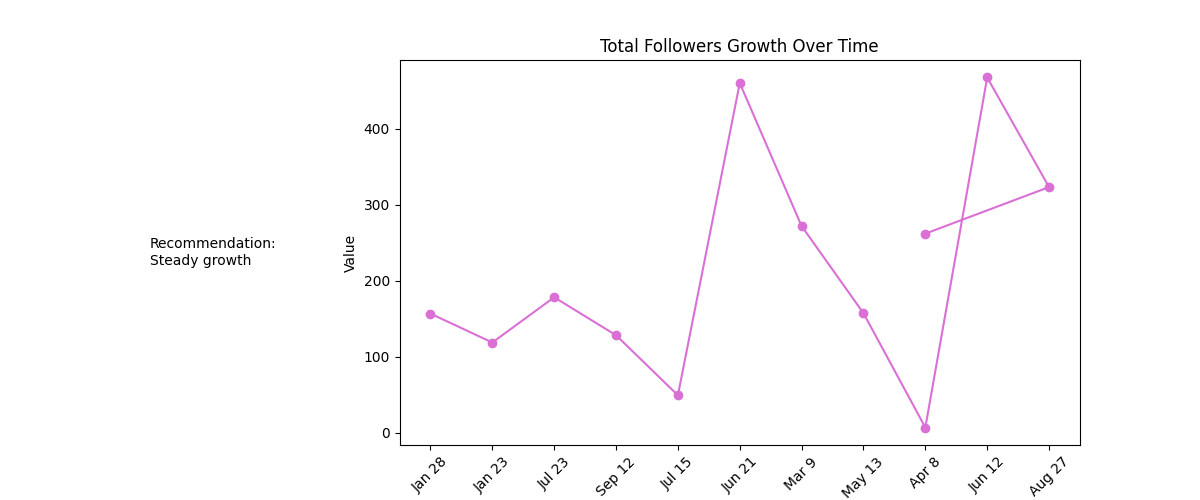 Total Followers Growth Over Time
Recommendation:
Steady growth
Value
400
300
200
100
0
Jan 28
Jan 23
Jul 23
Sep 12
Jul 15
Jun 21
Mar 9
May 13
Apr 8
Jun 12
Aug 27